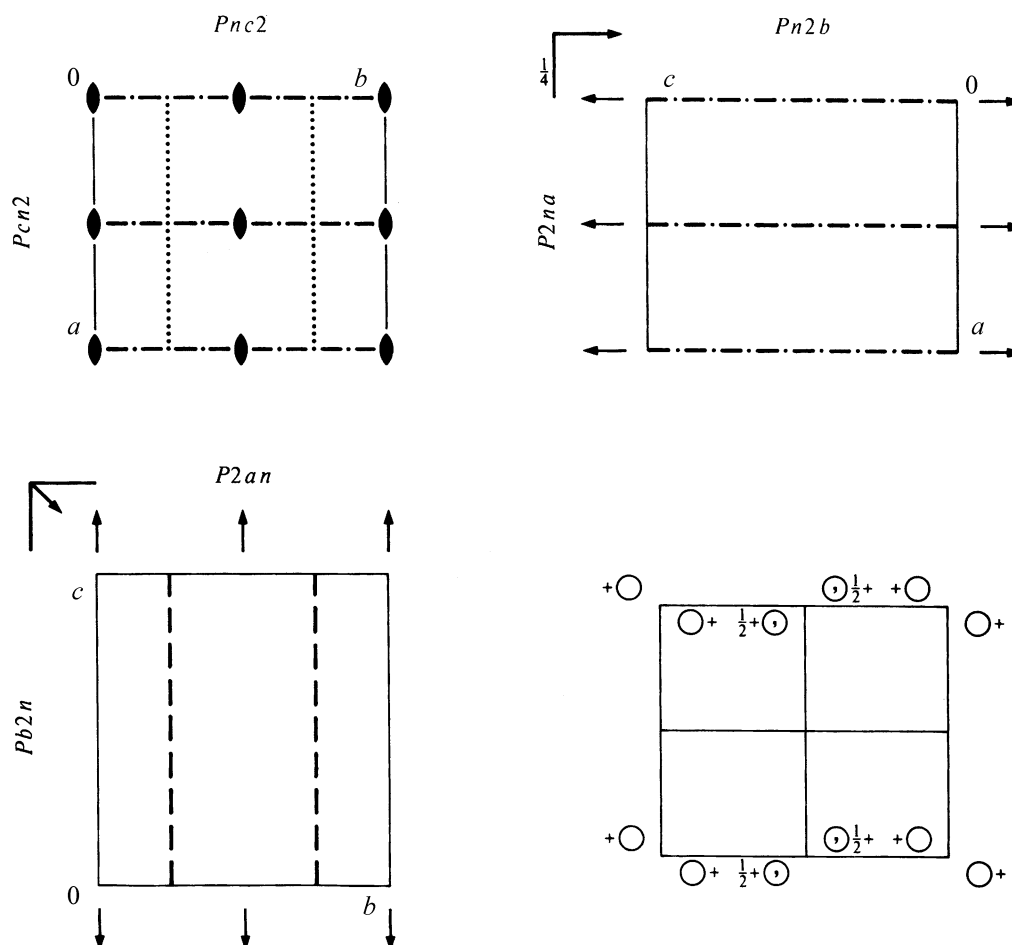 Pnc2
Pn2b
0 b
Pcn2
a
1/4
c 0
P2na
a
P2an
c
Pb2n
0 b
+ , 1/2+ +
+ 1/2+ , +
+ , 1/2+ +
+ 1/2+ , +